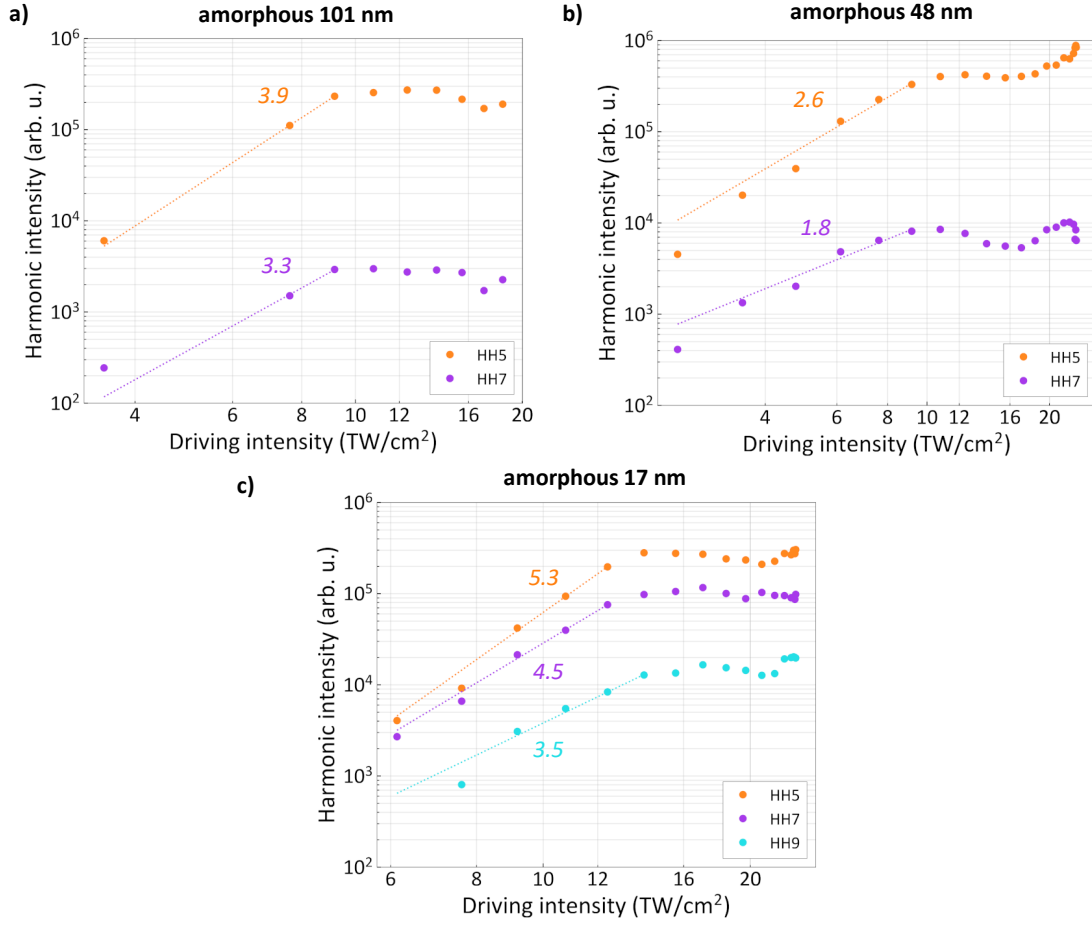 a)
amorphous 101 nm
10⁶
10⁵
10⁴
10³
10²
Harmonic intensity (arb. u.)
3.9
3.3
HH5
HH7
4
6
8
10
12
16
20
Driving intensity (TW/cm²)
b)
amorphous 48 nm
10⁶
10⁵
10⁴
10³
10²
Harmonic intensity (arb. u.)
2.6
1.8
HH5
HH7
4
6
8
10
12
16
20
Driving intensity (TW/cm²)
c)
amorphous 17 nm
10⁶
10⁵
10⁴
10³
10²
Harmonic intensity (arb. u.)
5.3
4.5
3.5
HH5
HH7
HH9
6
8
10
12
16
20
Driving intensity (TW/cm²)